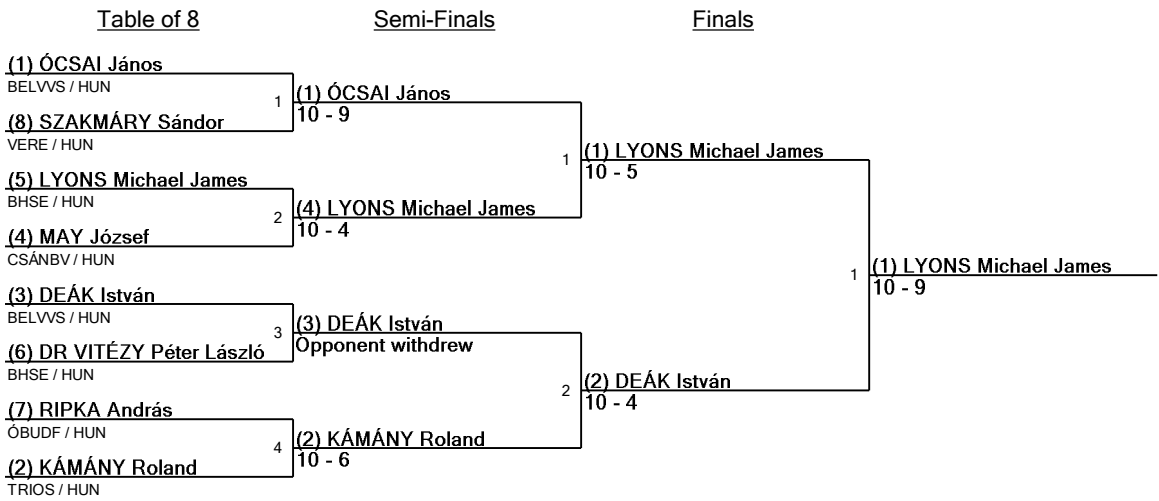 Table of 8
Semi-Finals
Finals
(1) ÓCSAI János
BELVVS / HUN
1
(1) ÓCSAI János
10 - 9
(8) SZAKMÁRY Sándor
VERE / HUN
1
(1) LYONS Michael James
10 - 5
(5) LYONS Michael James
BHSE / HUN
2
(4) LYONS Michael James
10 - 4
(4) MAY József
CSÁNBV / HUN
1
(1) LYONS Michael James
10 - 9
(3) DEÁK István
BELVVS / HUN
3
(3) DEÁK István
Opponent withdrew
(6) DR VITÉZY Péter László
BHSE / HUN
2
(2) DEÁK István
10 - 4
(7) RIPKA András
ÓBUDF / HUN
4
(2) KÁMÁNY Roland
10 - 6
(2) KÁMÁNY Roland
TRIOS / HUN